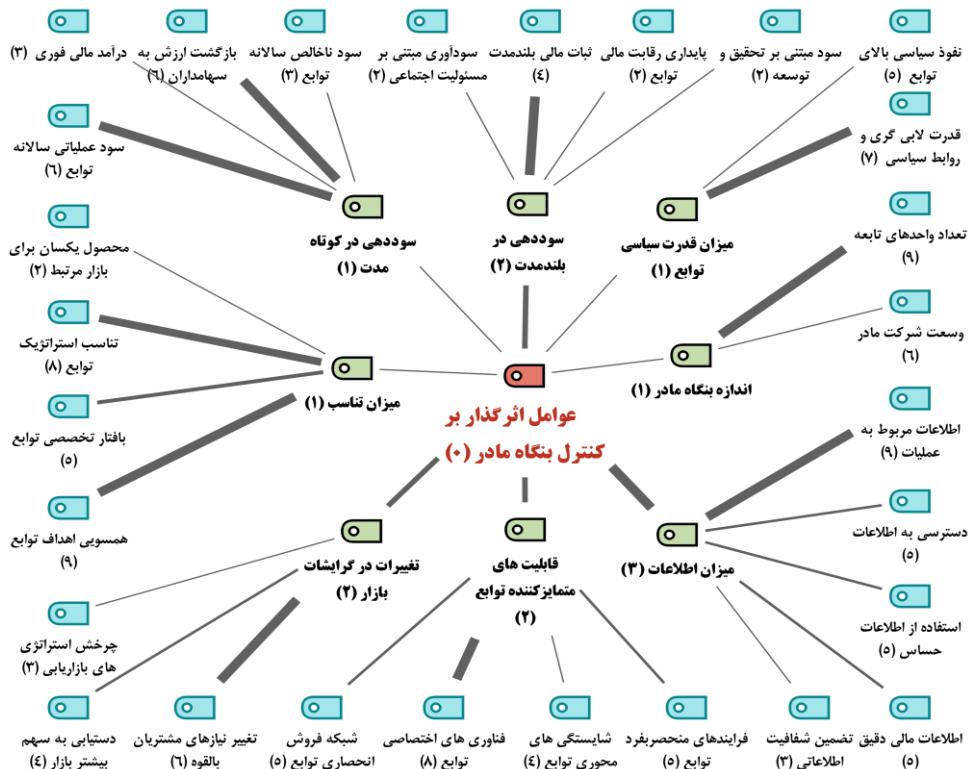 نفوذ سیاسی بالای
توابع (۵)
سود مبتنی بر تحقیق و
توسعه (۲)
پایداری رقابت مالی
توابع (۲)
ثبات مالی بلندمدت
(٤)
سودآوری مبتنی بر
مسئولیت اجتماعی (۲)
سود ناخالص سالانه
توابع (۳)
بازگشت ارزش به
سهامداران (٦)
درآمد مالی فوری (۳)
قدرت لابی گری و
روابط سیاسی (۷)
سود عملیاتی سالانه
توابع (٦)
تعداد واحدهای تابعه
(۹)
میزان قدرت سیاسی
توابع (۱)
سوددهی در
بلندمدت (۲)
سوددهی در کوتاه
مدت (۱)
محصول یکسان برای
بازار مرتبط (۲)
وسعت شرکت مادر
(٦)
تناسب استراتژیک
توابع (۸)
اندازه بنگاه مادر (۱)
میزان تناسب (۱)
عوامل اثرگذار بر
کنترل بنگاه مادر (۰)
اطلاعات مربوط به
عملیات (۹)
بافتار تخصصی توابع
(۵)
دسترسی به اطلاعات
(۵)
همسویی اهداف توابع
(۹)
میزان اطلاعات (۳)
قابلیت های
متمایزکننده توابع
(۲)
تغییرات در گرایشات
بازار (۲)
استفاده از اطلاعات
حساس (۵)
چرخش استراتژی
های بازاریابی (۳)
اطلاعات مالی دقیق
(۵)
تضمین شفافیت
اطلاعاتی (۳)
فرایندهای منحصربفرد
توابع (۵)
شایستگی های
محوری توابع (٤)
فناوری های اختصاصی
توابع (۸)
شبکه فروش
انحصاری توابع (۵)
تغییر نیازهای مشتریان
بالقوه (٦)
دستیابی به سهم
بیشتر بازار (٤)